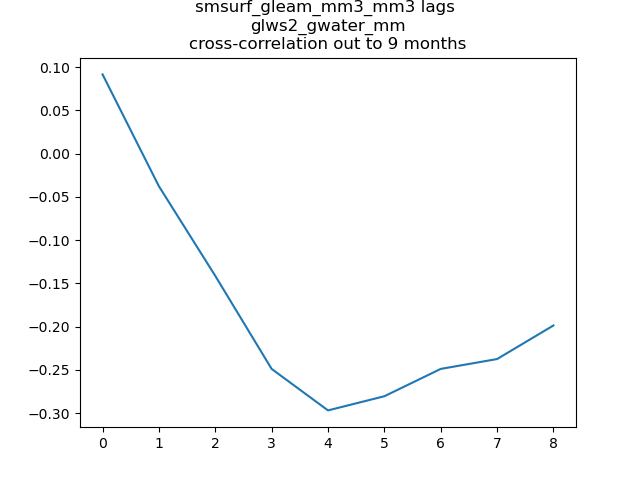 smsurf_gleam_mm3_mm3 lags
glws2_gwater_mm
cross-correlation out to 9 months
0.10
0.05
0.00
−0.05
−0.10
−0.15
−0.20
−0.25
−0.30
0 1 2 3 4 5 6 7 8